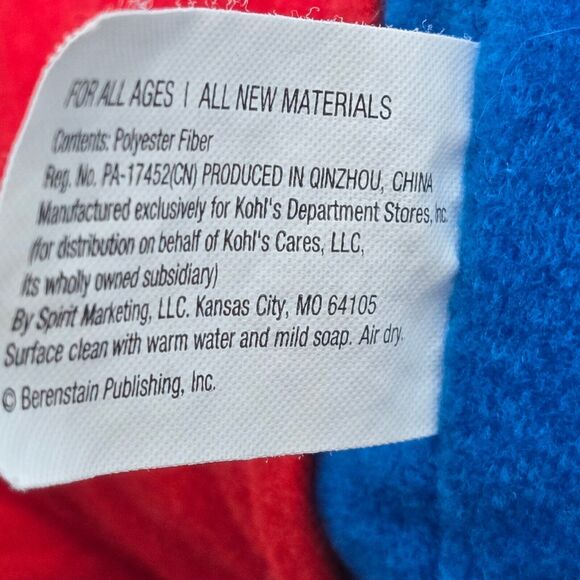 FOR ALL AGES | ALL NEW MATERIALS
Contents: Polyester Fiber
Reg. No. PA-17452(CN) PRODUCED IN QINZHOU, CHINA
Manufactured exclusively for Kohl's Department Stores, Inc.
(for distribution on behalf of Kohl's Cares, LLC,
its wholly owned subsidiary)
By Spirit Marketing, LLC. Kansas City, MO 64105
Surface clean with warm water and mild soap. Air dry.
© Berenstain Publishing, Inc.